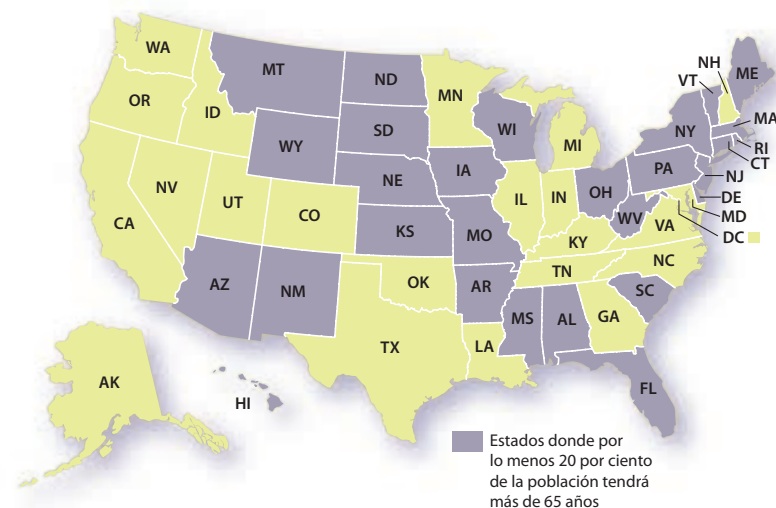 WA
MT
ND
MN
VT
NH
ME
OR
ID
SD
WI
MI
NY
MA
RI
CT
WY
IA
PA
NJ
NE
OH
DE
NV
UT
IL
IN
MD
CA
CO
WV
VA
DC
KS
MO
KY
NC
TN
AZ
NM
OK
AR
SC
MS
AL
GA
TX
LA
AK
HI
FL
Estados donde por
lo menos 20 por ciento
de la población tendrá
más de 65 años